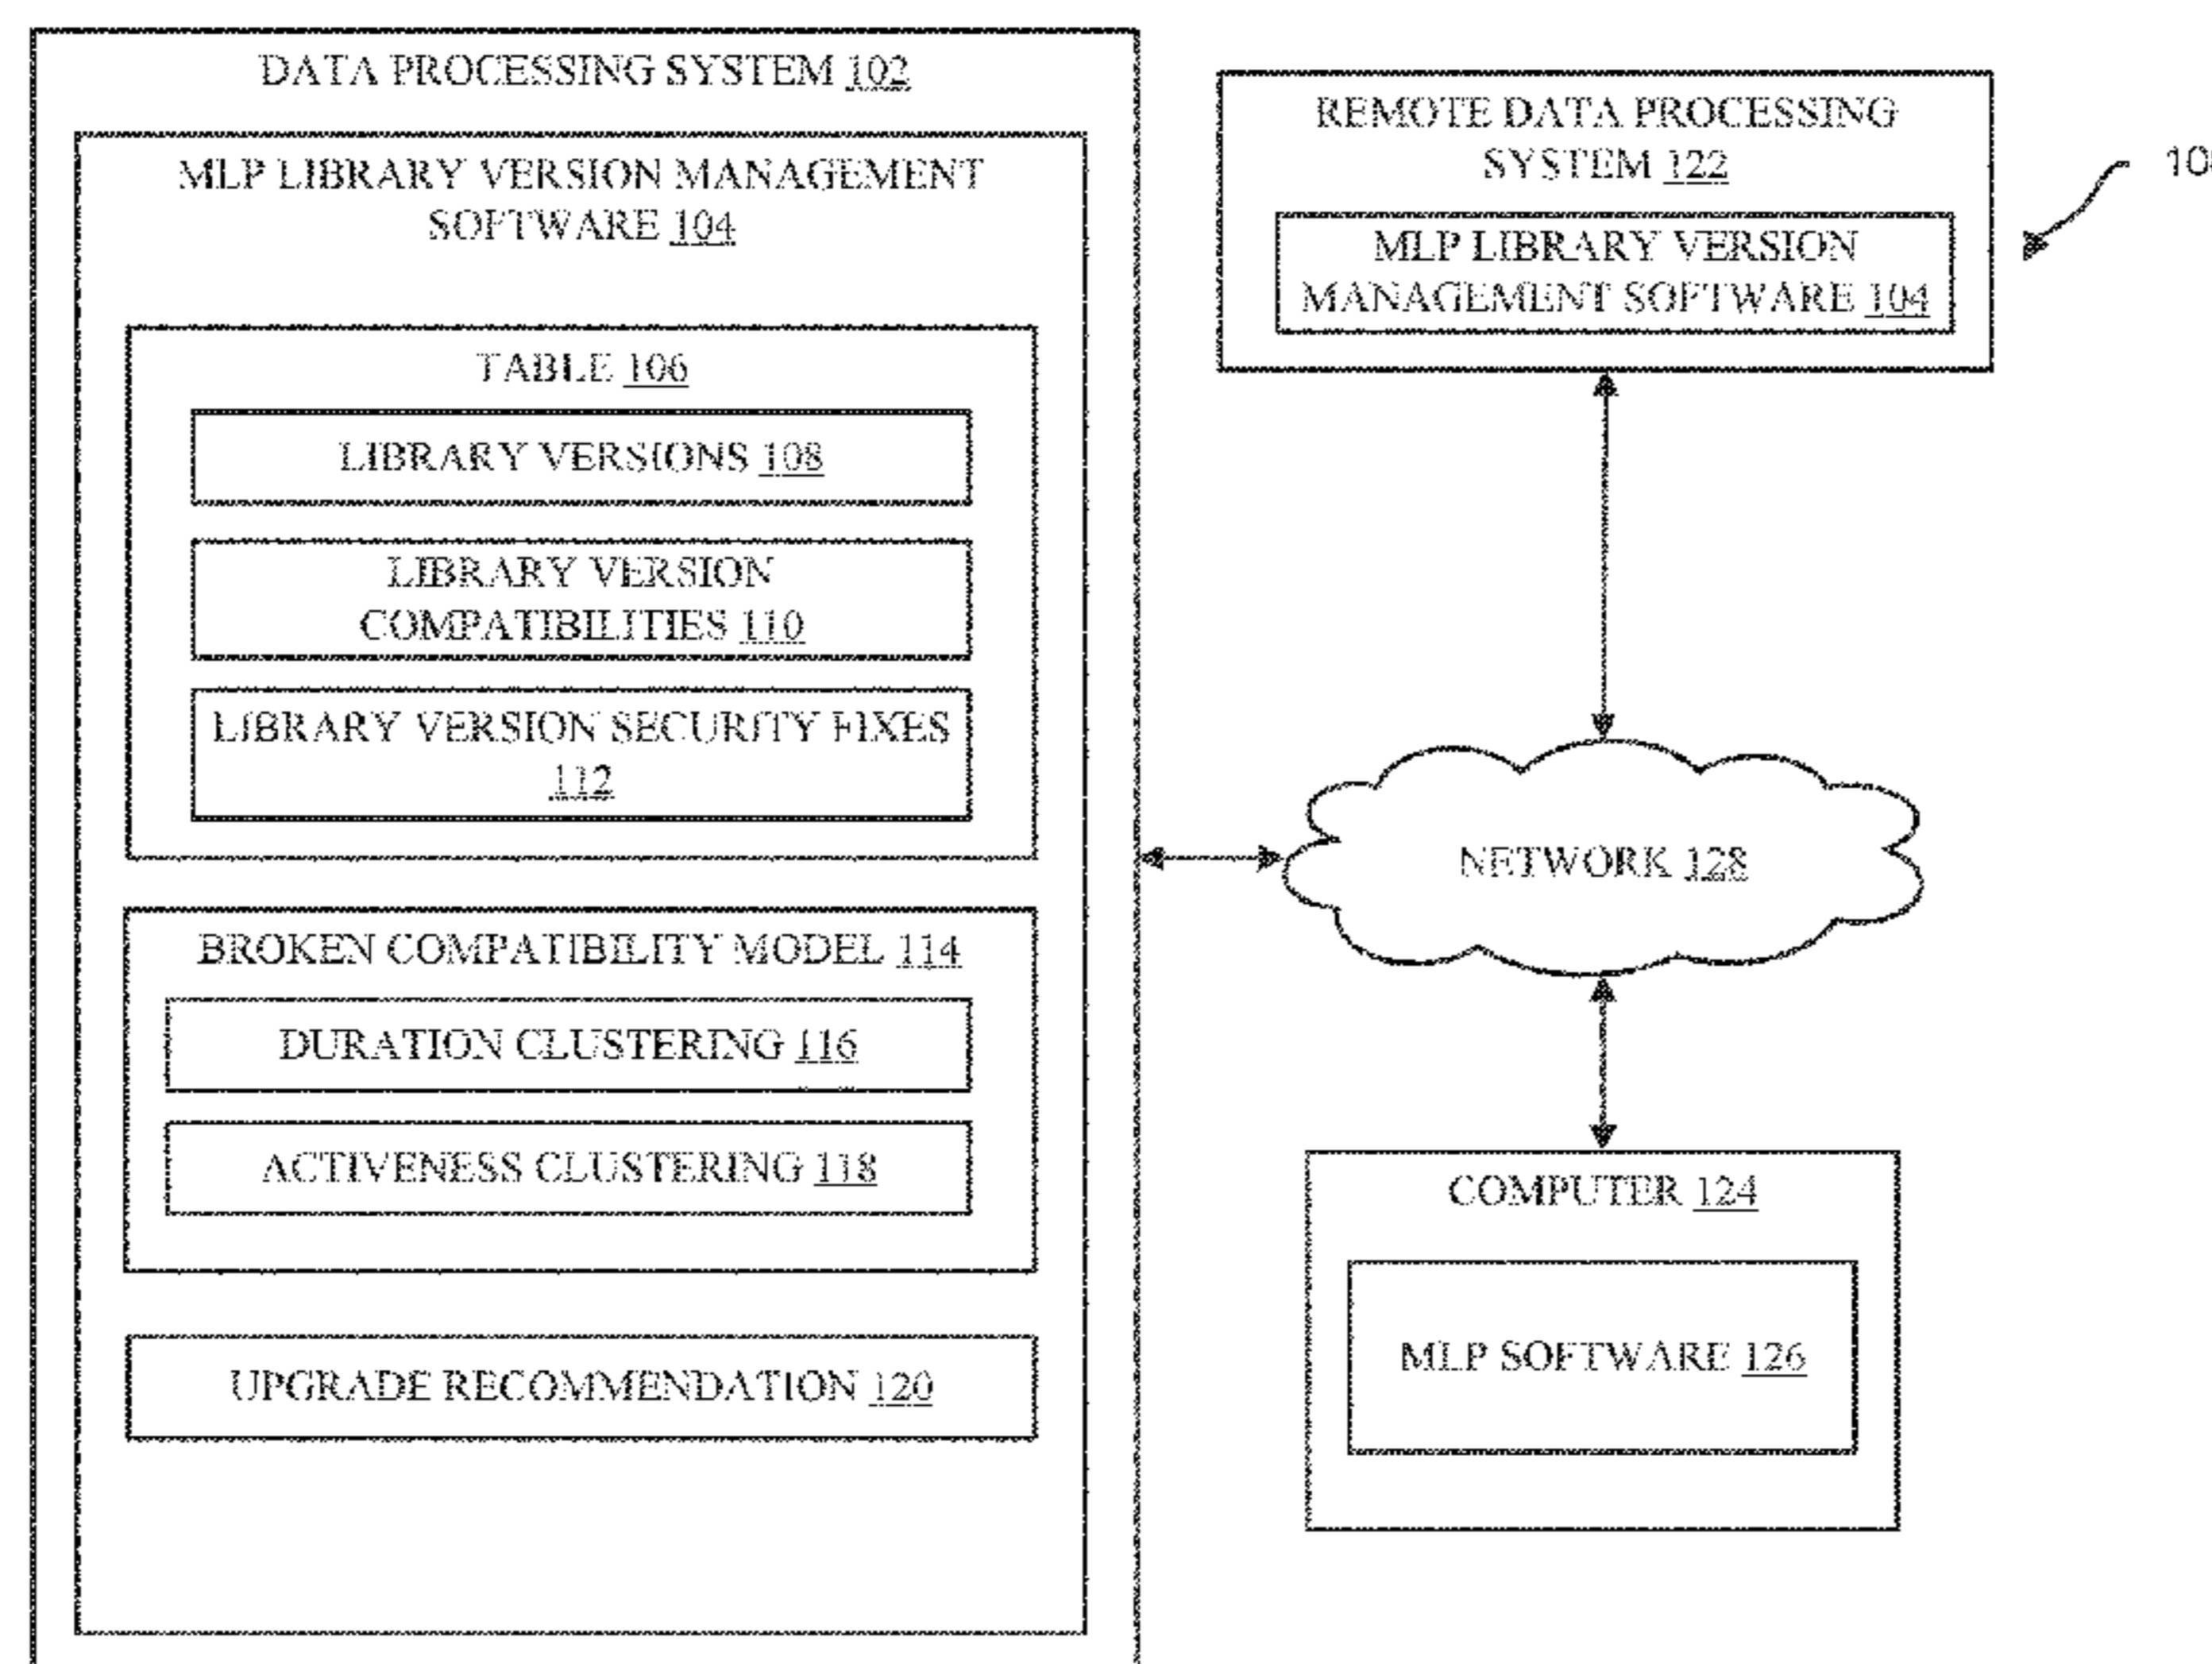 DATA PROCESSING SYSTEM 102
MLP LIBRARY VERSION MANAGEMENT
SOFTWARE 104
TABLE 106
LIBRARY VERSIONS 108
LIBRARY VERSION
COMPATIBILITIES 110
LIBRARY VERSION SECURITY FIXES
112
BROKEN COMPATIBILITY MODEL 114
DURATION CLUSTERING 116
ACTIVENESS CLUSTERING 118
UPGRADE RECOMMENDATION 120
REMOTE DATA PROCESSING
SYSTEM 122
MLP LIBRARY VERSION
MANAGEMENT SOFTWARE 104
NETWORK 128
COMPUTER 124
MLP SOFTWARE 126